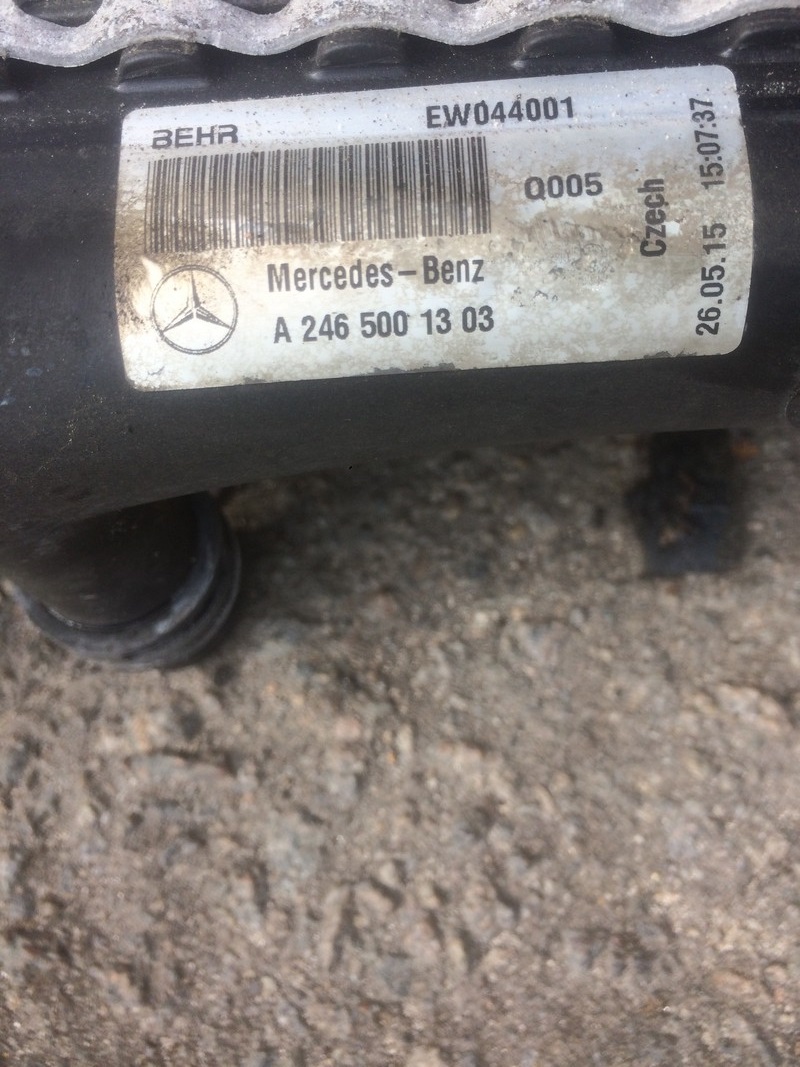 BEHR EW044001
Q005
Mercedes-Benz
A 246 500 13 03
Czech
26.05.15 15:07:37